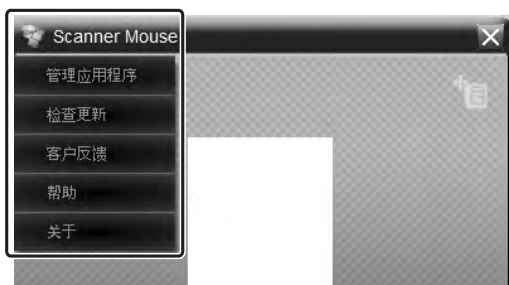 Scanner Mouse
管理应用程序
检查更新
客户反馈
帮助
关于